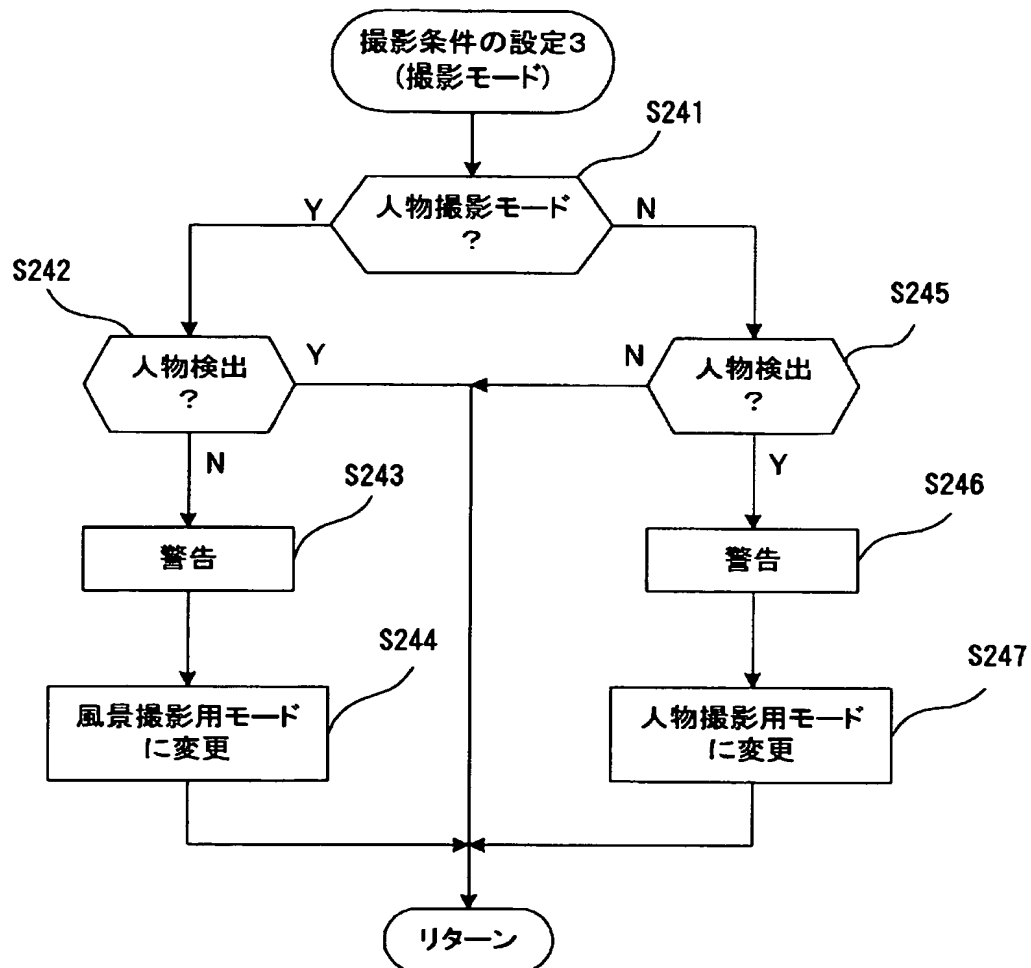 撮影条件の設定3
(撮影モード)
S241
人物撮影モード
?
Y
N
S242
人物検出
?
Y
S245
人物検出
?
N
N
S243
警告
Y
S246
警告
S244
風景撮影用モード
に変更
S247
人物撮影用モード
に変更
リターン